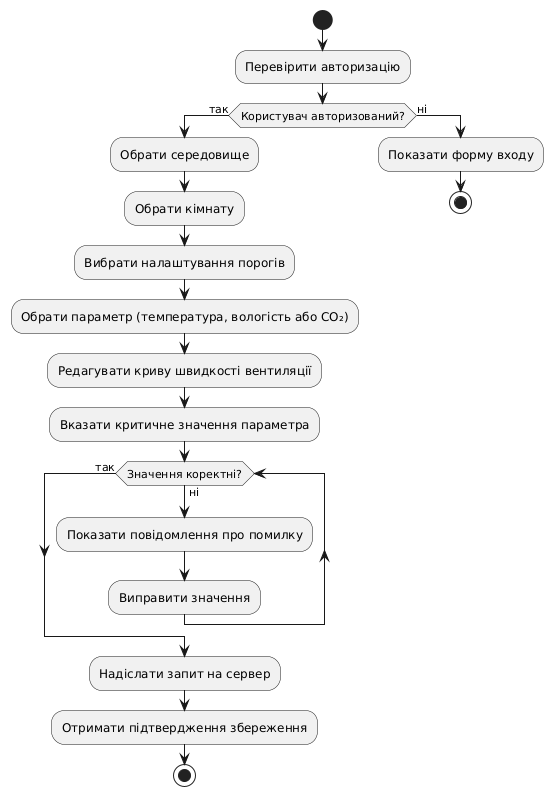 Перевірити авторизацію
так
Користувач авторизований?
ні
Обрати середовище
Показати форму входу
Обрати кімнату
Вибрати налаштування порогів
Обрати параметр (температура, вологість або CO₂)
Редагувати криву швидкості вентиляції
Вказати критичне значення параметра
так
Значення коректні?
ні
Показати повідомлення про помилку
Виправити значення
Надіслати запит на сервер
Отримати підтвердження збереження